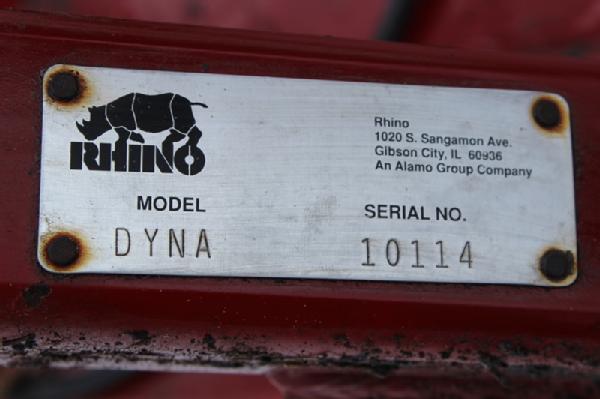 RHINO
Rhino
1020 S. Sangamon Ave.
Gibson City, IL 60936
An Alamo Group Company
MODEL
DYNA
SERIAL NO.
10114